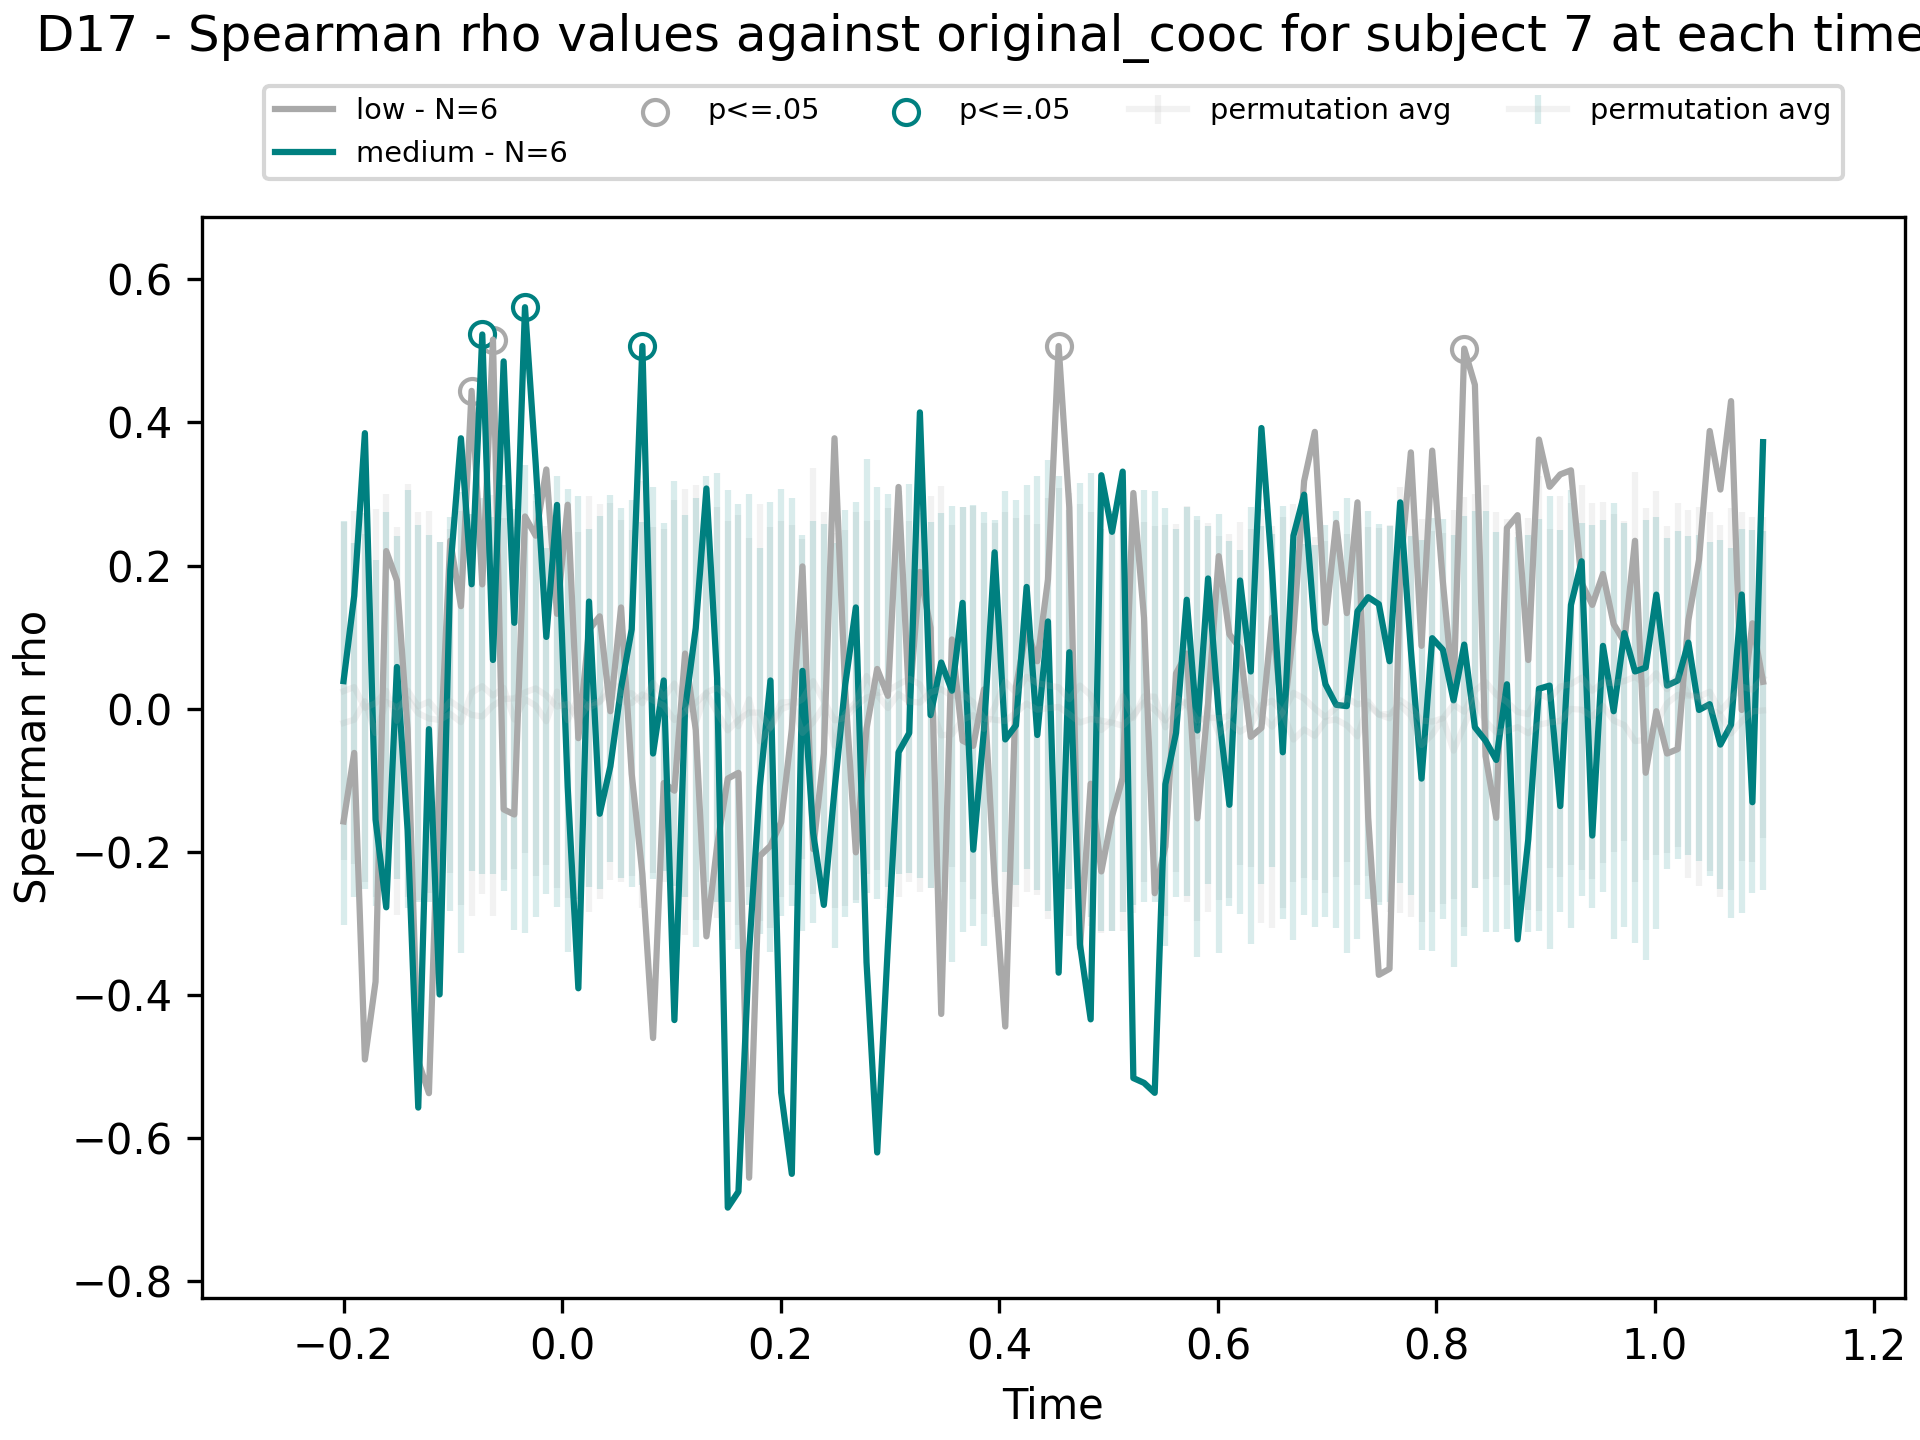 D17 - Spearman rho values against original_cooc for subject 7 at each time
low - N=6
medium - N=6
p<=.05
p<=.05
permutation avg
permutation avg
Spearman rho
0.6
0.4
0.2
0.0
−0.2
−0.4
−0.6
−0.8
−0.2 0.0 0.2 0.4 0.6 0.8 1.0 1.2
Time